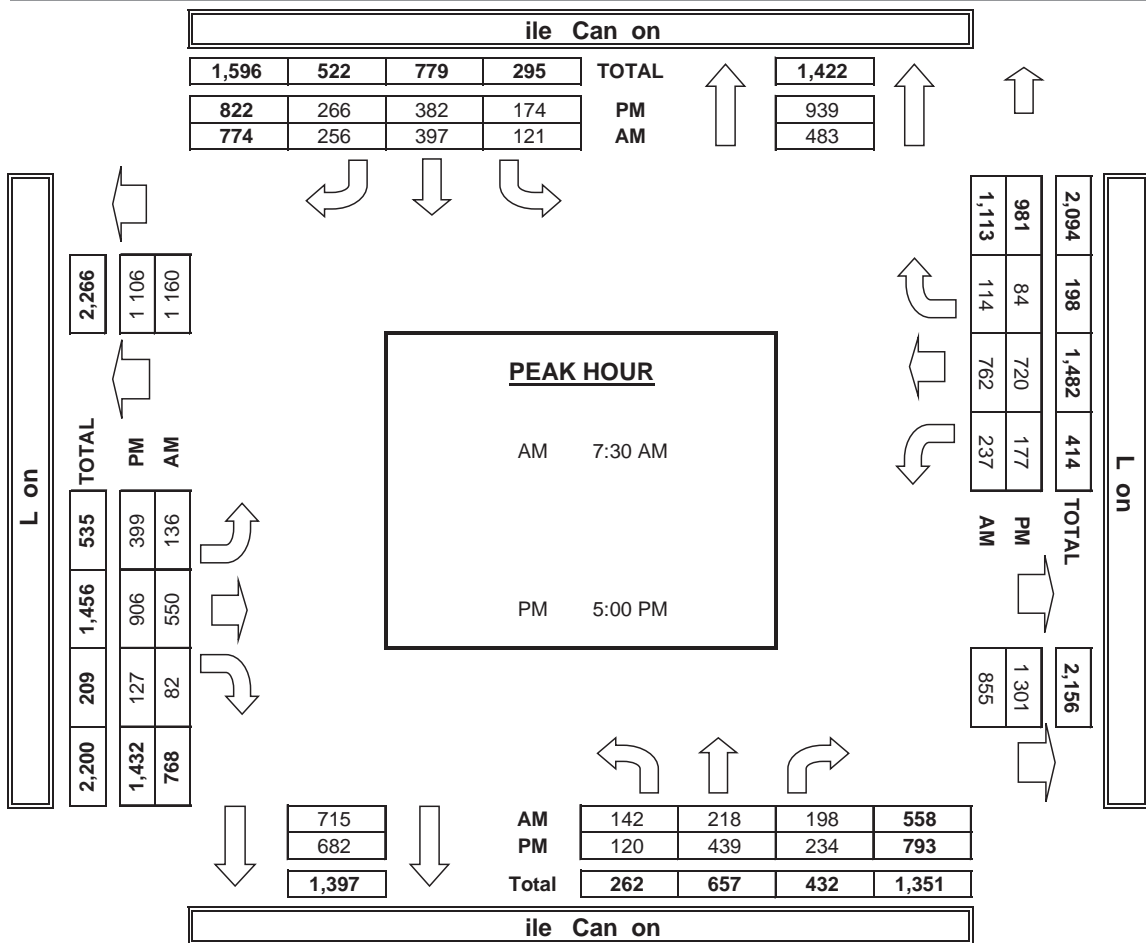 ile Can on
1,596 522 779 295 TOTAL 1,422
822 266 382 174 PM 939
774 256 397 121 AM 483
L on
2,266
1 106
1 160
TOTAL PM AM
535 399 136
1,456 906 550
209 127 82
2,200 1,432 768
PEAK HOUR
AM 7:30 AM
PM 5:00 PM
1,113 981 2,094
114 84 198
762 720 1,482
237 177 414
AM PM TOTAL
855 1 301 2,156
L on
715 AM 142 218 198 558
682 PM 120 439 234 793
1,397 Total 262 657 432 1,351
ile Can on